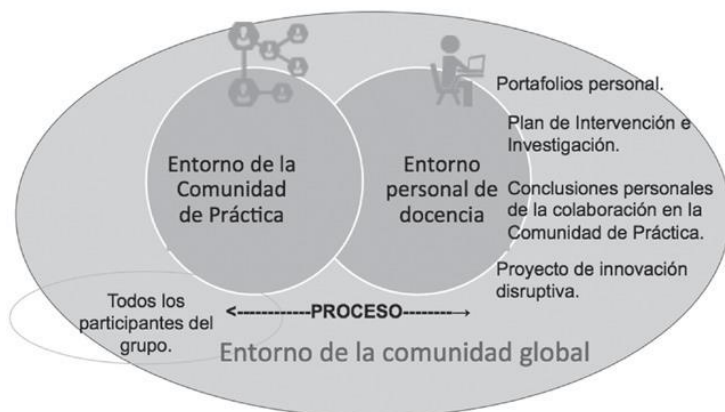 Entorno de la
Comunidad
de Práctica
Entorno
personal de
docencia
Portafolios personal.
Plan de Intervención e
Investigación.
Conclusiones personales
de la colaboración en la
Comunidad de Práctica.
Proyecto de innovación
disruptiva.
Todos los
participantes del
grupo.
<------------PROCESO--------→
Entorno de la comunidad global